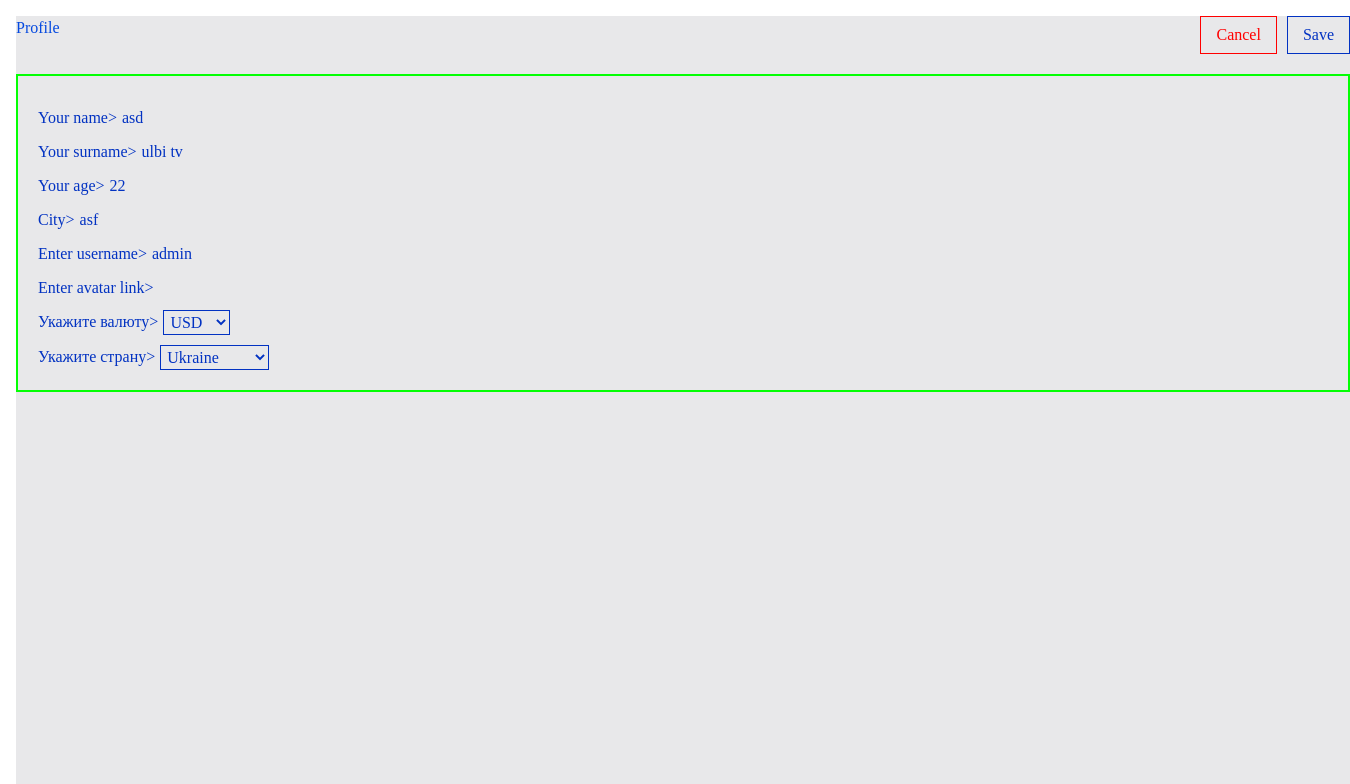 Profile
Cancel
Save
Your name> asd
Your surname> ulbi tv
Your age> 22
City> asf
Enter username> admin
Enter avatar link>
Укажите валюту> USD
Укажите страну> Ukraine